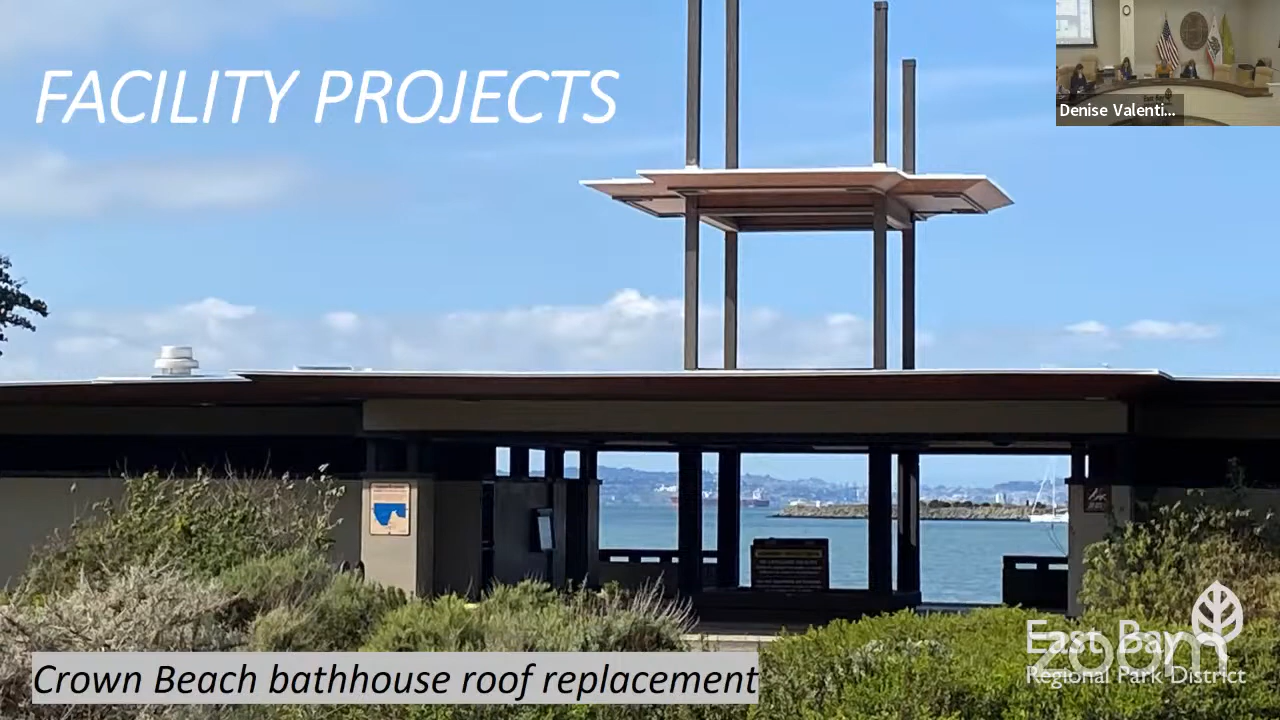 FACILITY PROJECTS
Denise Valenti...
East Bay
Regional Park District
zoom
Crown Beach bathhouse roof replacement